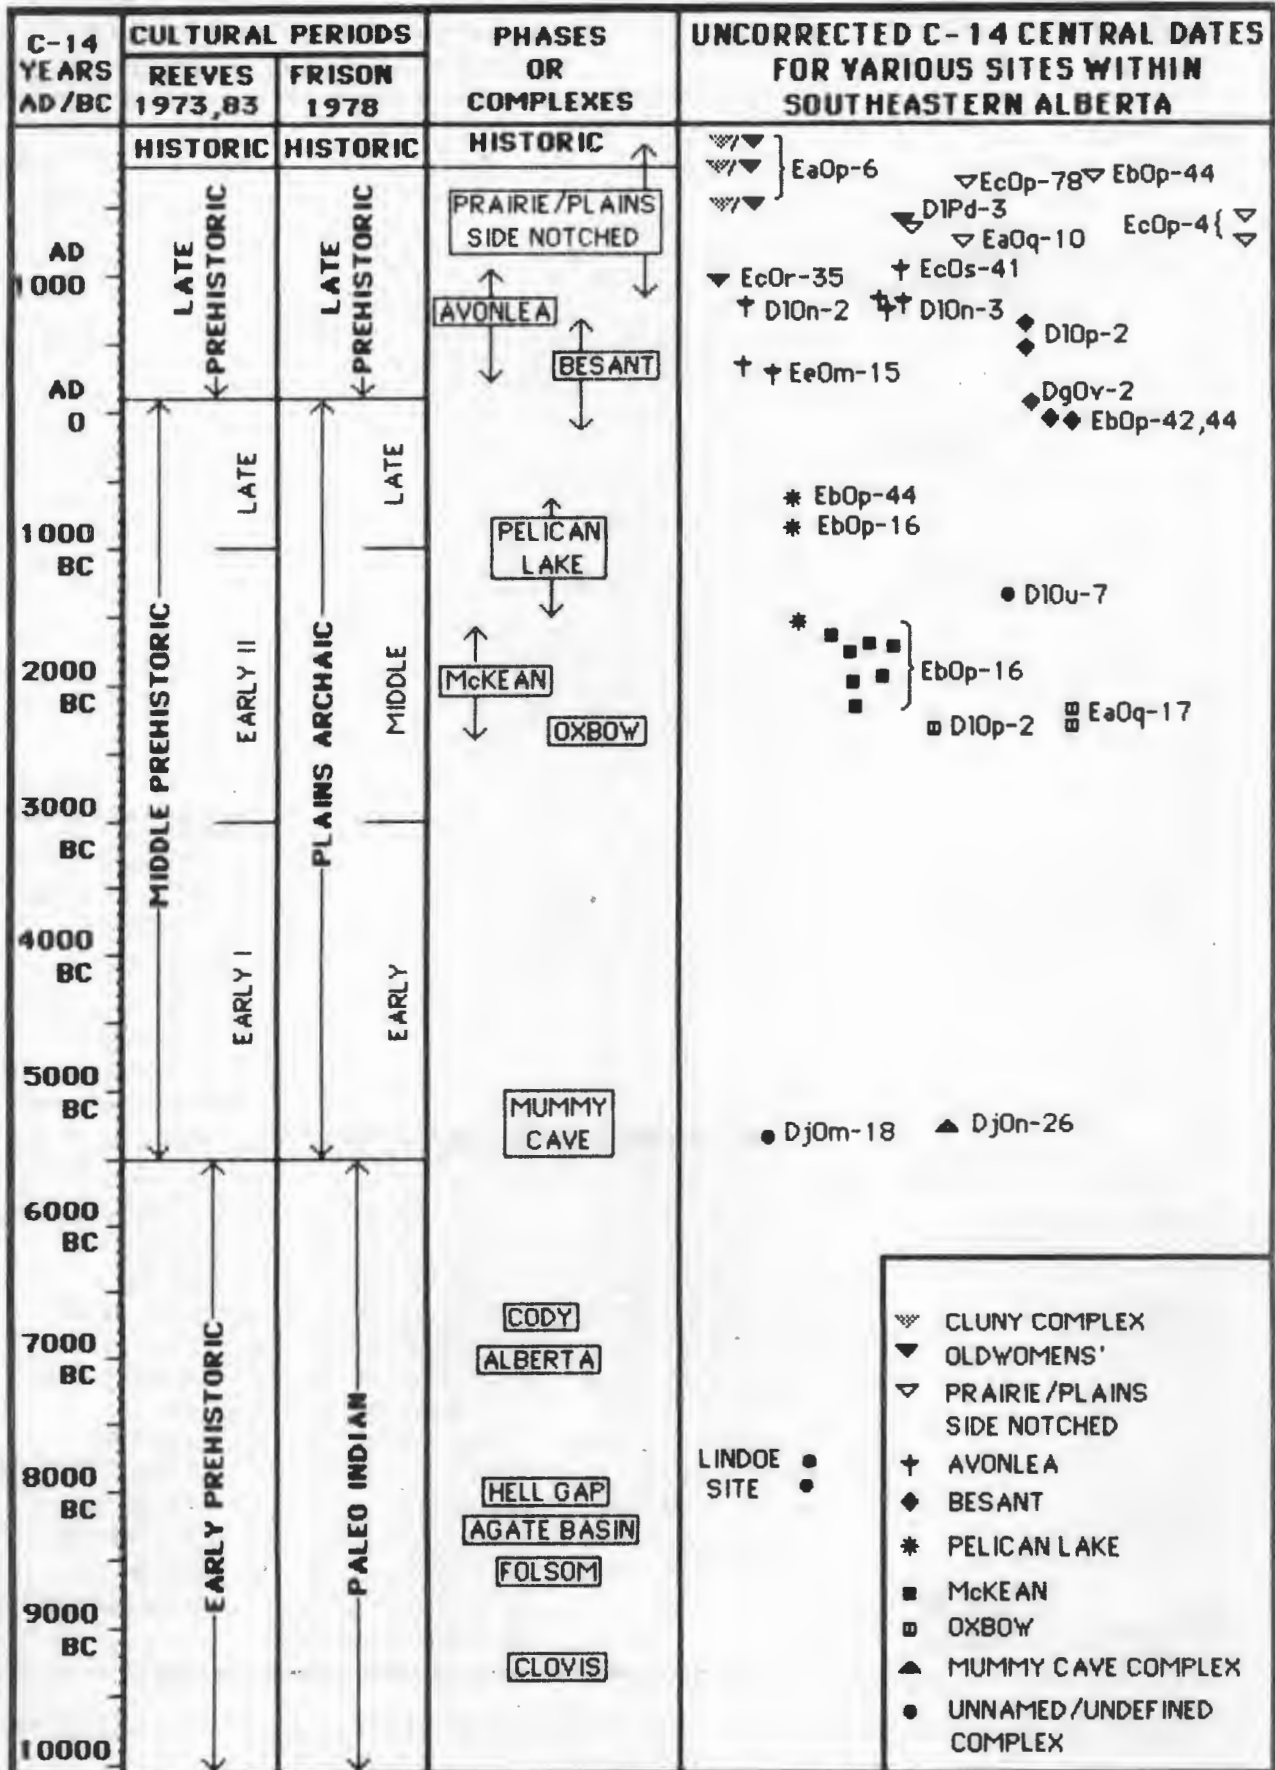 C-14
YEARS
AD/BC
CULTURAL PERIODS
REEVES
1973,83
FRISON
1978
PHASES
OR
COMPLEXES
UNCORRECTED C-14 CENTRAL DATES
FOR VARIOUS SITES WITHIN
SOUTHEASTERN ALBERTA
HISTORIC
HISTORIC
HISTORIC
AD
1000
AD
0
1000
BC
2000
BC
3000
BC
4000
BC
5000
BC
6000
BC
7000
BC
8000
BC
9000
BC
10000
LATE
PREHISTORIC
MIDDLE PREHISTORIC
LATE
EARLY II
EARLY I
EARLY PREHISTORIC
LATE
PREHISTORIC
PLAINS ARCHAIC
LATE
MIDDLE
EARLY
PALEO INDIAN
PRAIRIE/PLAINS
SIDE NOTCHED
AVONLEA
BESANT
PELICAN
LAKE
McKEAN
OXBOW
MUMMY
CAVE
CODY
ALBERTA
HELL GAP
AGATE BASIN
FOLSOM
CLOVIS
EaOp-6
EcOp-78
EbOp-44
DlPd-3
EcOp-4
EaOq-10
EcOs-41
EcOr-35
DlOn-2
DlOn-3
DlOp-2
EeOm-15
DgOv-2
EbOp-42,44
EbOp-44
EbOp-16
DlOu-7
EbOp-16
DlOp-2
EaOq-17
DjOm-18
DjOn-26
LINDOE
SITE
CLUNY COMPLEX
OLDWOMENS'
PRAIRIE/PLAINS
SIDE NOTCHED
AVONLEA
BESANT
PELICAN LAKE
McKEAN
OXBOW
MUMMY CAVE COMPLEX
UNNAMED/UNDEFINED
COMPLEX